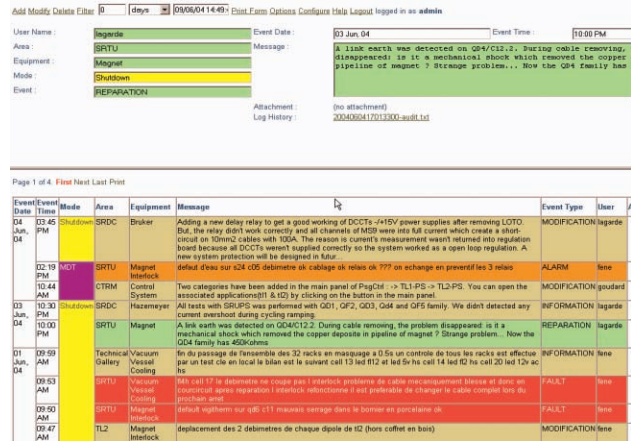 Add Modify Delete Filter 0 days 09/06/04 14:49 Print Form Options Configure Help Logout logged in as admin
User Name : lagarde Event Date : 03 Jun, 04 Event Time : 10:00 PM
Area : SRTU Message : A link earth was detected on QD4/C12.2. During cable removing,
Equipment : Magnet disappeared: is it a mechanical shock which removed the copper
Mode : Shutdown pipeline of magnet ? Strange problem... Now the QD4 family has
Event : REPARATION
Attachment : (no attachment)
Log History : 2004060417013300-audit.txt
Page 1 of 4. First Next Last Print
Event Date Event Time Mode Area Equipment Message Event Type User
04 Jun, 04 03:45 PM Shutdown SRDC Bruker Adding a new delay relay to get a good working of DCCTs -/+15V power supplies after removing LOTO. MODIFICATION lagarde
But, the relay didn't work correctly and all channels of MS9 were into full current which create a short-
circuit on 10mm2 cables with 100A. The reason is current's measurement wasn't returned into regulation
board because all DCCTs weren't supplied correctly so the system worked as a open loop regulation. A
new system protection will be designed in futur...
02:19 PM MDT SRTU Magnet Interlock defaut d'eau sur s24 c05 debimetre ok cablage ok relais ok ??? on echange en preventif les 3 relais ALARM fene
10:44 AM CTRM Control System Two categories have been added in the main panel of PsgCtd : -> TL1-PS -> TL2-PS. You can open the MODIFICATION goudard
associated applications(tl1 & tl2) by clicking on the button in the main panel.
03 Jun, 04 10:30 PM Shutdown SRDC Hazemeyer All tests with SRUPS was performed with QD1, QF2, QD3, Qd4 and QF5 family. We didn't detected any INFORMATION lagarde
current overshoot during cycling ramping.
10:00 PM SRTU Magnet A link earth was detected on QD4/C12.2. During cable removing, the problem disappeared: is it a REPARATION lagarde
mechanical shock which removed the copper deposite in pipeline of magnet ? Strange problem... Now the
QD4 family has 450Kohms
01 Jun, 04 09:59 AM Technical Gallery Vacuum Vessel Cooling fin du passage de l'ensemble des 32 racks en masquage a 0.5s un controle de tous les racks est effectue INFORMATION fene
par un test cle en local le bilan est le suivant cell 13 led fl12 et led 5v hs cell 14 led fl2 hs cell 20 led 12v ac
hs
09:53 AM SRTU Vacuum Vessel Cooling cell 17 le debimetre ne coupe pas l interlock probleme de cable mecaniquement blesse et donc en FAULT fene
courcircuit apres reparation l interlock refonctionne il est preferable de changer le cable complet lors du
prochain arret
09:50 AM SRTU Magnet Interlock default vigitherm sur qd6 c11 mauvais serrage dans le bornier en porcelaine ok FAULT fene
09:47 AM TL2 Magnet Interlock deplacement des 2 debimetres de chaque dipole de tl2 (hors coffret en bois) MODIFICATION fene